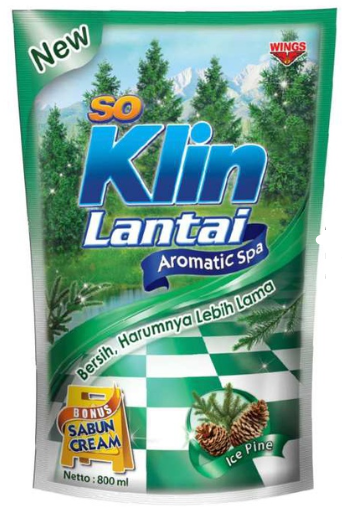 New
WINGS
SO
Klin
Lantai
Aromatic Spa
Bersih, Harumnya Lebih Lama
BONUS
SABUN
CREAM
Netto : 800 ml
Ice Pine